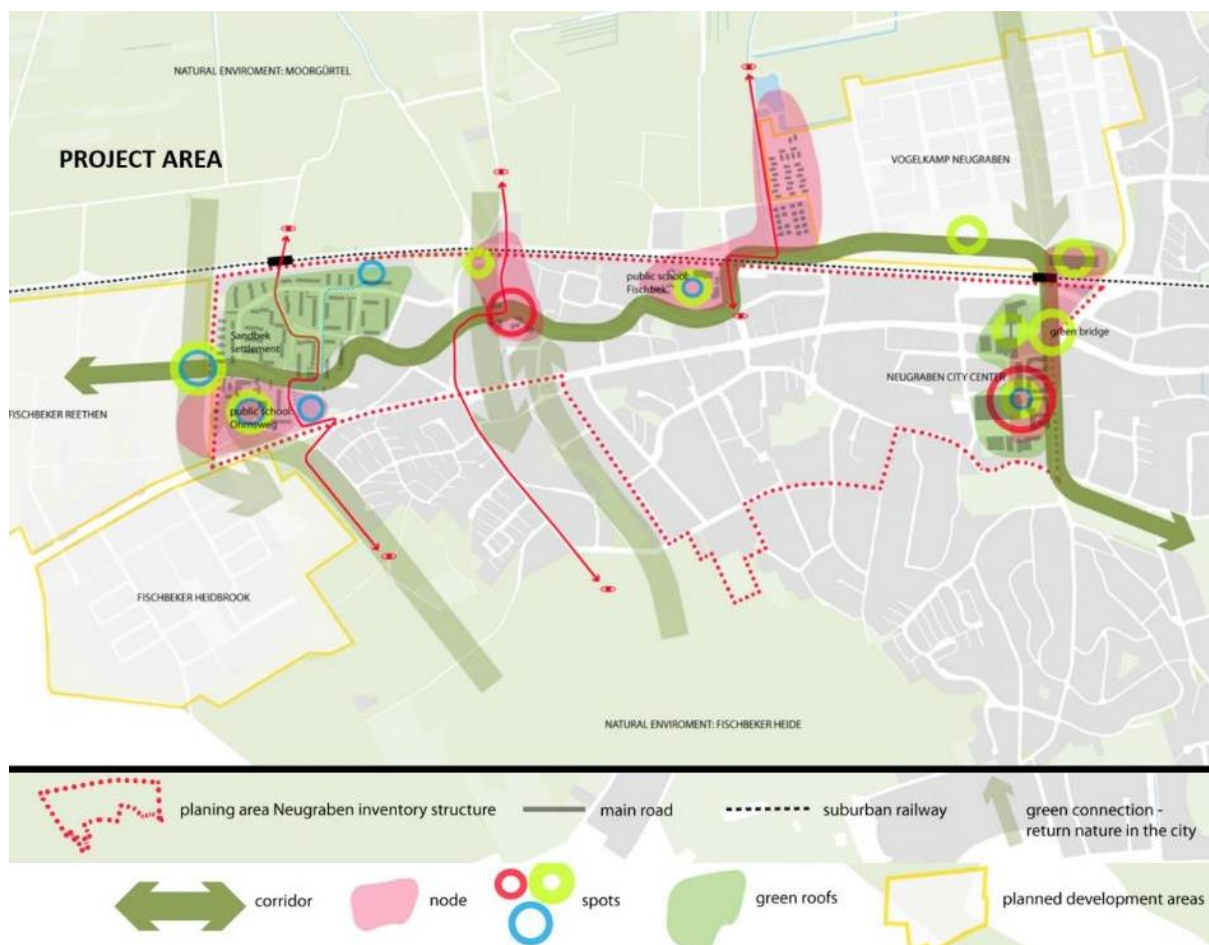 NATURAL ENVIROMENT: MOORGÜRTEL
PROJECT AREA
VOGELKAMP NEUGRABEN
public school:
Fischbek
Sandbek
settlement
green bridge
NEUGRABEN CITY CENTER
FISCHBEKER REETHEN
public school:
Ohrnsweg
FISCHBEKER HEIDBROOK
NATURAL ENVIROMENT: FISCHBEKER HEIDE
planing area Neugraben inventory structure
main road
suburban railway
green connection -
return nature in the city
corridor
node
spots
green roofs
planned development areas